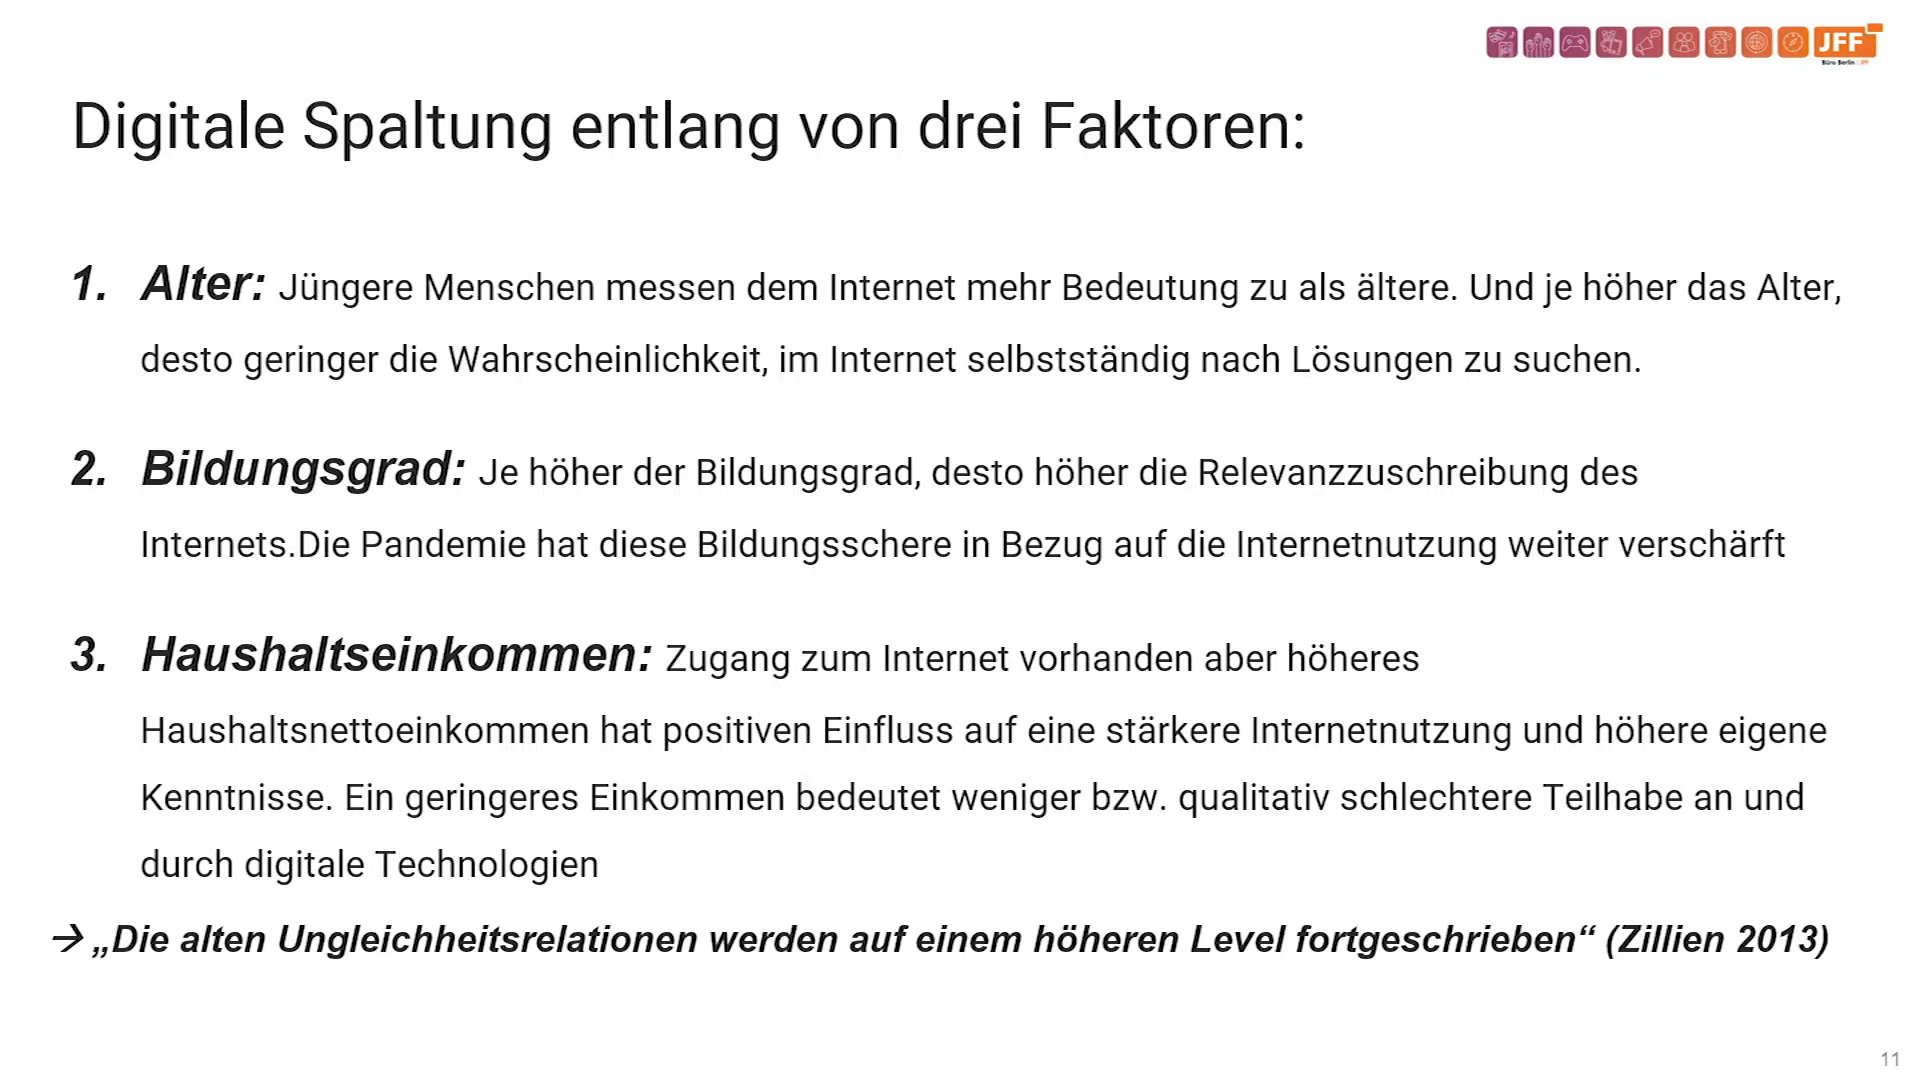 JFF
Büro Berlin | JFF
Digitale Spaltung entlang von drei Faktoren:
1. Alter: Jüngere Menschen messen dem Internet mehr Bedeutung zu als ältere. Und je höher das Alter,
desto geringer die Wahrscheinlichkeit, im Internet selbstständig nach Lösungen zu suchen.
2. Bildungsgrad: Je höher der Bildungsgrad, desto höher die Relevanzzuschreibung des
Internets.Die Pandemie hat diese Bildungsschere in Bezug auf die Internetnutzung weiter verschärft
3. Haushaltseinkommen: Zugang zum Internet vorhanden aber höheres
Haushaltsnettoeinkommen hat positiven Einfluss auf eine stärkere Internetnutzung und höhere eigene
Kenntnisse. Ein geringeres Einkommen bedeutet weniger bzw. qualitativ schlechtere Teilhabe an und
durch digitale Technologien
→ „Die alten Ungleichheitsrelationen werden auf einem höheren Level fortgeschrieben“ (Zillien 2013)
11